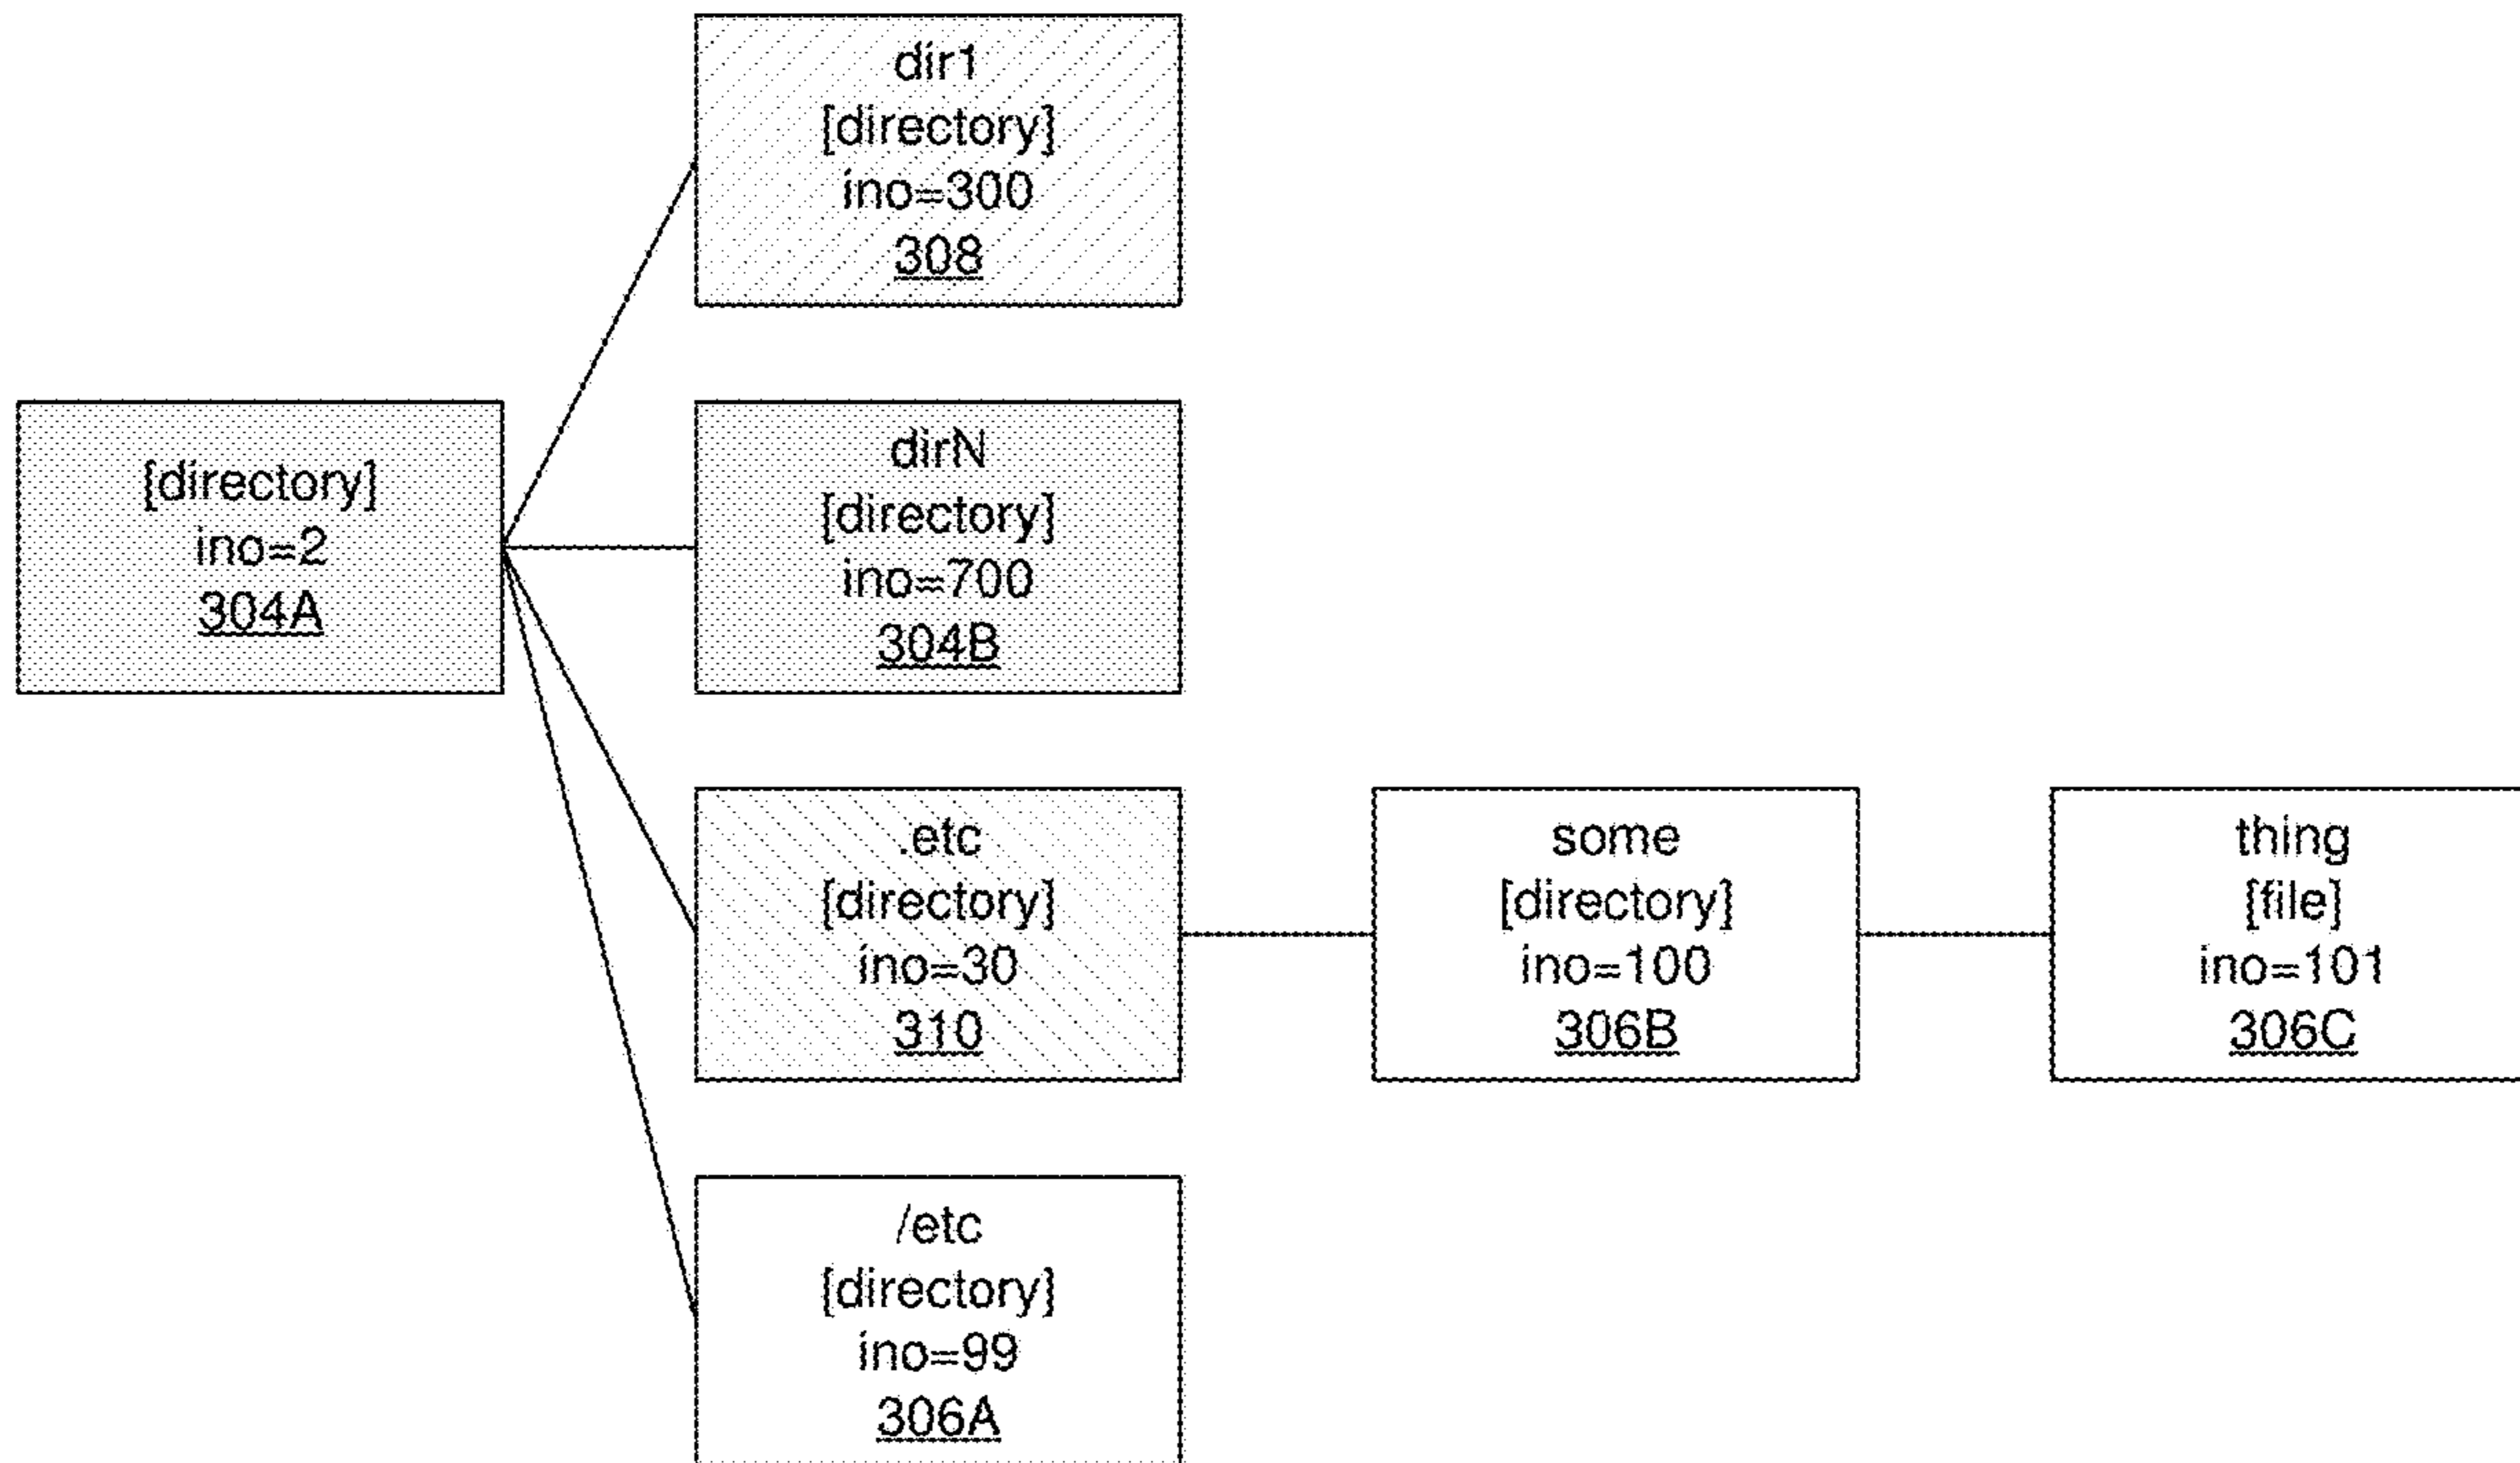 dir1
[directory]
ino=300
308
[directory]
ino=2
304A
dirN
[directory]
ino=700
304B
.etc
[directory]
ino=30
310
some
[directory]
ino=100
306B
thing
[file]
ino=101
306C
/etc
[directory]
ino=99
306A